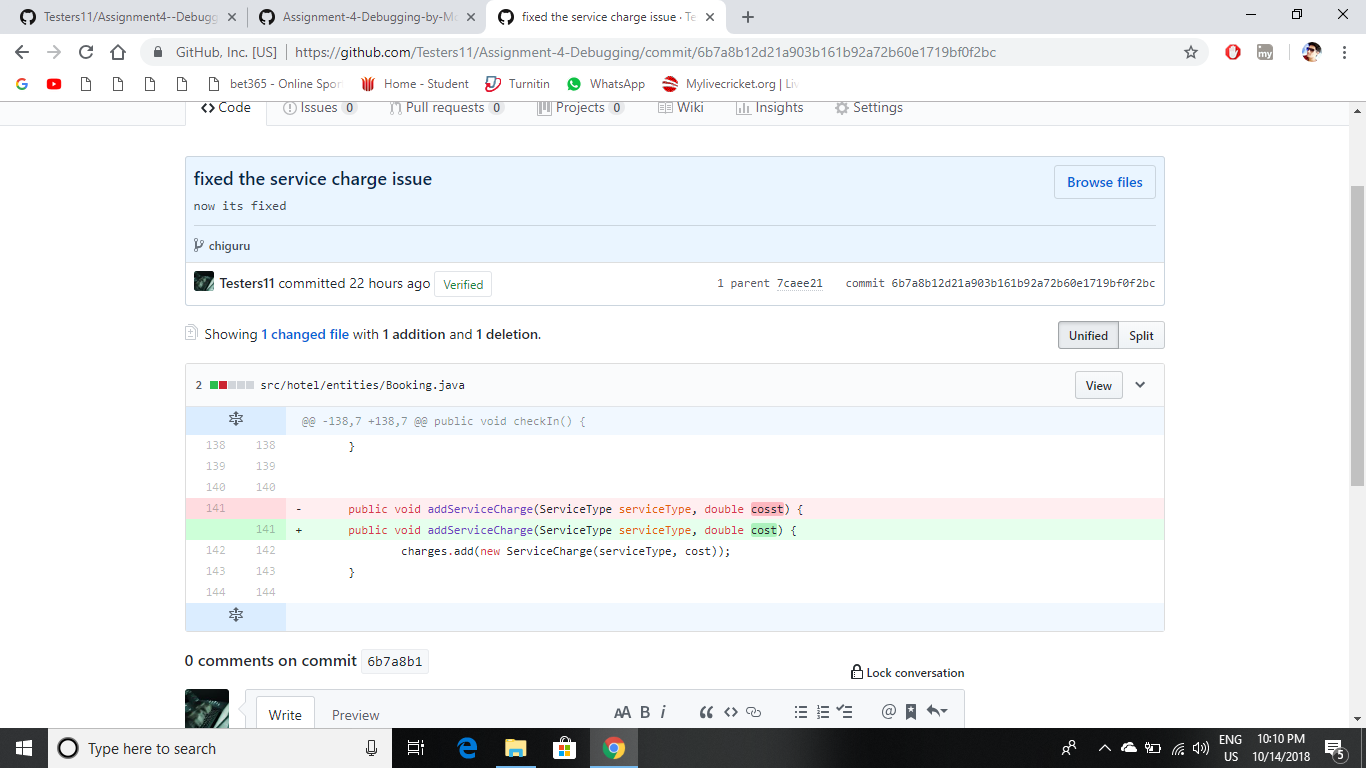 Testers11/Assignment4--Debugg
Assignment-4-Debugging-by-Mo
fixed the service charge issue · Te
GitHub, Inc. [US] | https://github.com/Testers11/Assignment-4-Debugging/commit/6b7a8b12d21a903b161b92a72b60e1719bf0f2bc
my
bet365 - Online Spor
Home - Student
Turnitin
WhatsApp
Mylivecricket.org | Liv
Code
Issues 0
Pull requests 0
Projects 0
Wiki
Insights
Settings
fixed the service charge issue
Browse files
now its fixed
chiguru
Testers11 committed 22 hours ago Verified
1 parent 7caee21 commit 6b7a8b12d21a903b161b92a72b60e1719bf0f2bc
Showing 1 changed file with 1 addition and 1 deletion.
Unified Split
2 src/hotel/entities/Booking.java
View
@@ -138,7 +138,7 @@ public void checkIn() {
138 138 }
139 139
140 140
141 - public void addServiceCharge(ServiceType serviceType, double cosst) {
141 + public void addServiceCharge(ServiceType serviceType, double cost) {
142 142 charges.add(new ServiceCharge(serviceType, cost));
143 143 }
144 144
0 comments on commit 6b7a8b1
Lock conversation
Write Preview
AA B i
Type here to search
ENG
US
10:10 PM
10/14/2018
5